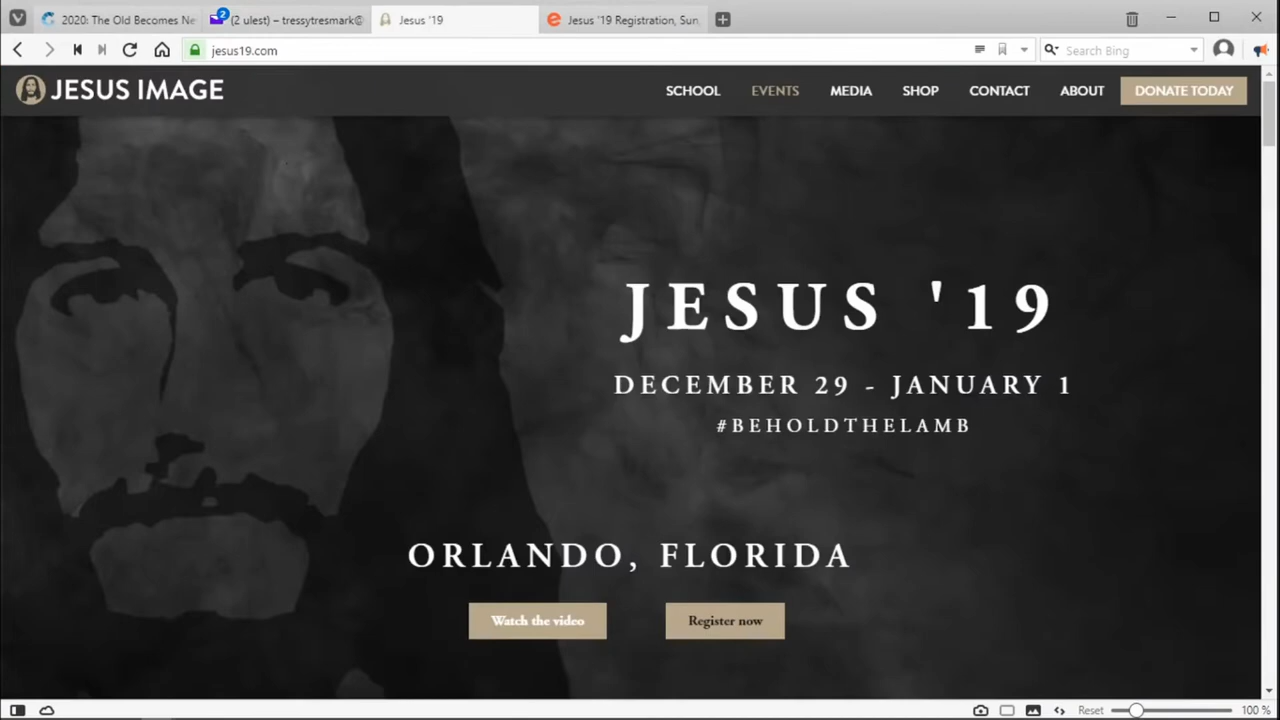 2020: The Old Becomes Ne
2
(2 ulest) – tressytresmark@
Jesus '19
Jesus '19 Registration, Sun,
jesus19.com
Search Bing
JESUS IMAGE
SCHOOL
EVENTS
MEDIA
SHOP
CONTACT
ABOUT
DONATE TODAY
JESUS '19
DECEMBER 29 - JANUARY 1
#BEHOLDTHELAMB
ORLANDO, FLORIDA
Watch the video
Register now
Reset
100 %